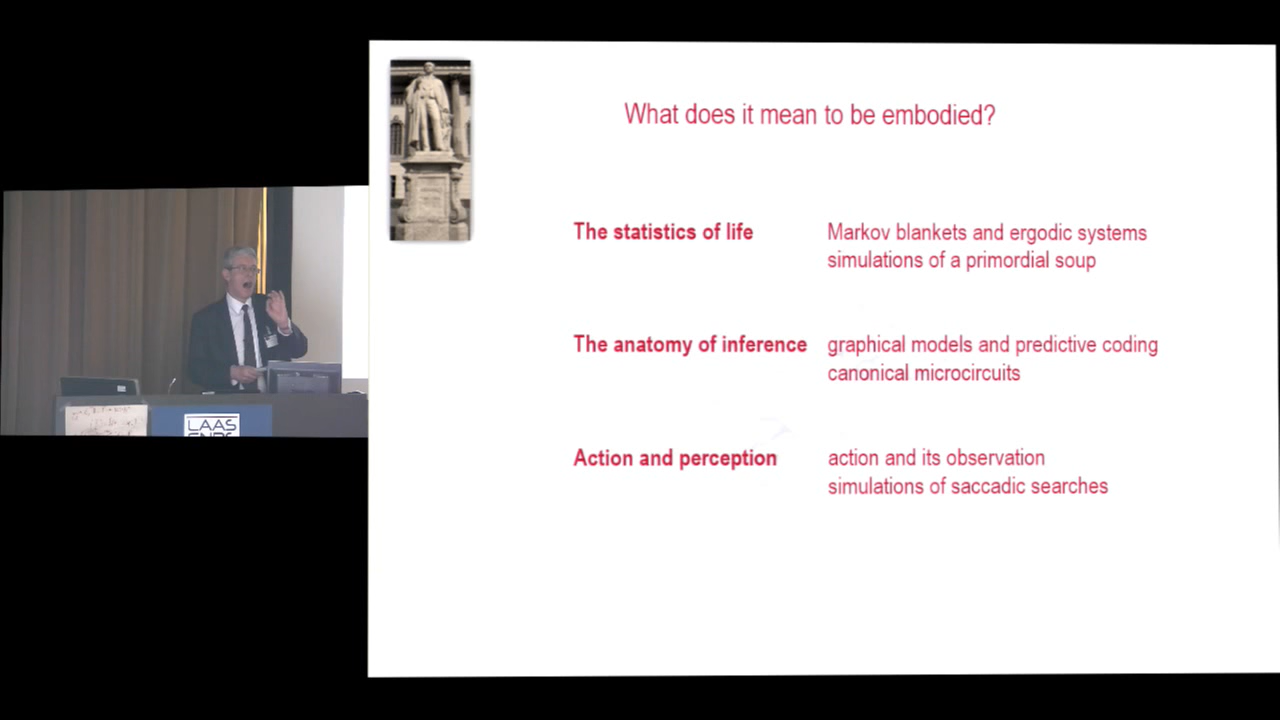 What does it mean to be embodied?
The statistics of life
Markov blankets and ergodic systems
simulations of a primordial soup
The anatomy of inference
graphical models and predictive coding
canonical microcircuits
Action and perception
action and its observation
simulations of saccadic searches
LAAS
CNRS